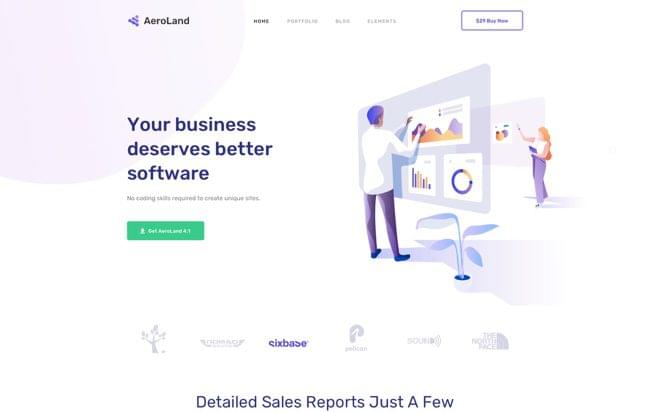 AeroLand
HOME
PORTFOLIO
BLOG
ELEMENTS
$29 Buy Now
Your business
deserves better
software
No coding skills required to create unique sites.
Get AeroLand 4.1
NOMAD
sixbase
pelican
SOUND
THE
NORTH
FACE
Detailed Sales Reports Just A Few